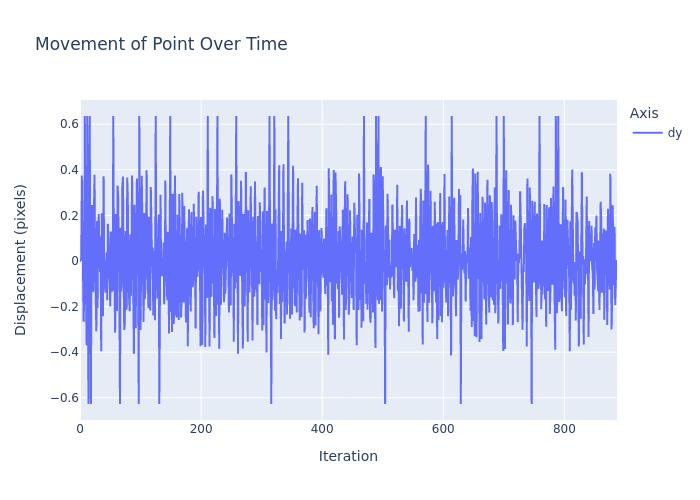 Movement of Point Over Time
Axis
dy
Displacement (pixels)
0.6
0.4
0.2
0
−0.2
−0.4
−0.6
0
200
400
600
800
Iteration